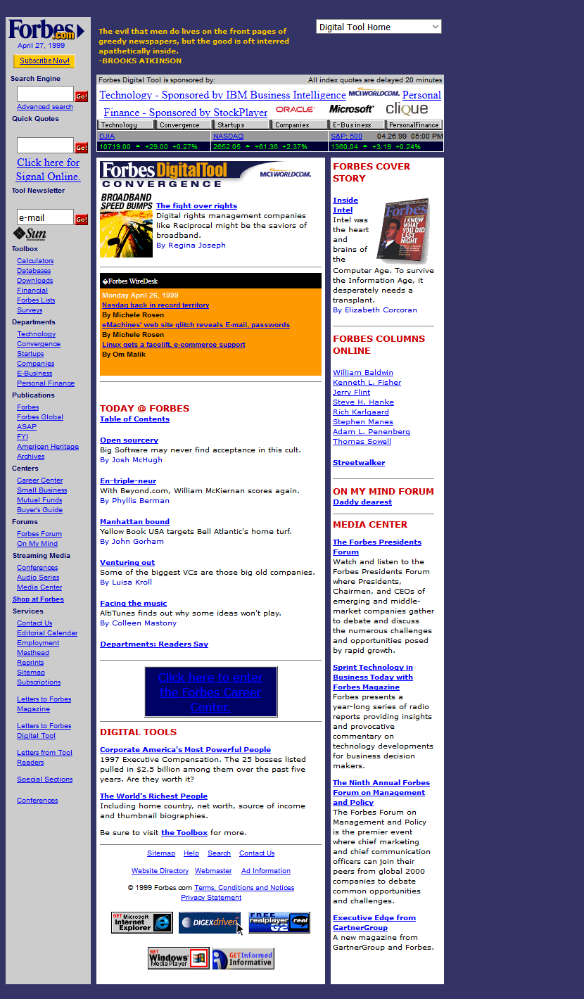 Forbes.com
April 27, 1999
Subscribe Now!
Search Engine
Go!
Advanced search
Quick Quotes
Go!
Click here for
Signal Online.
Tool Newsletter
e-mail
Go!
Sun
Toolbox
Calculators
Databases
Downloads
Financial
Forbes Lists
Surveys
Departments
Technology
Convergence
Startups
Companies
E-Business
Personal Finance
Publications
Forbes
Forbes Global
ASAP
FYI
American Heritage
Archives
Centers
Career Center
Small Business
Mutual Funds
Buyer's Guide
Forums
Forbes Forum
On My Mind
Streaming Media
Conferences
Audio Series
Media Center
Shop at Forbes
Services
Contact Us
Editorial Calendar
Employment
Masthead
Reprints
Sitemap
Subscriptions
Letters to Forbes
Magazine
Letters to Forbes
Digital Tool
Letters from Tool
Readers
Special Sections
Conferences
The evil that men do lives on the front pages of
greedy newspapers, but the good is oft interred
apathetically inside.
-BROOKS ATKINSON
Digital Tool Home
Forbes Digital Tool is sponsored by: All index quotes are delayed 20 minutes
Technology - Sponsored by IBM Business Intelligence MCIWORLDCOM. Personal
Finance - Sponsored by StockPlayer ORACLE Microsoft clique
Technology Convergence Startups Companies E-Business PersonalFinance
DJIA NASDAQ S&P; 500 04.26.99 05:00 PM
10719.00 +29.00 +0.27% 2652.05 +61.36 +2.37% 1360.04 +3.19 +0.24%
Forbes DigitalTool
CONVERGENCE
MCIWORLDCOM.
BROADBAND
SPEED BUMPS
The fight over rights
Digital rights management companies
like Reciprocal might be the saviors of
broadband.
By Regina Joseph
�Forbes WireDesk
Monday April 26, 1999
Nasdaq back in record territory
By Michele Rosen
eMachines' web site glitch reveals E-mail, passwords
By Michele Rosen
Linux gets a facelift, e-commerce support
By Om Malik
TODAY @ FORBES
Table of Contents
Open sourcery
Big Software may never find acceptance in this cult.
By Josh McHugh
En-triple-neur
With Beyond.com, William McKiernan scores again.
By Phyllis Berman
Manhattan bound
Yellow Book USA targets Bell Atlantic's home turf.
By John Gorham
Venturing out
Some of the biggest VCs are those big old companies.
By Luisa Kroll
Facing the music
AltiTunes finds out why some ideas won't play.
By Colleen Mastony
Departments: Readers Say
Click here to enter
the Forbes Career
Center.
DIGITAL TOOLS
Corporate America's Most Powerful People
1997 Executive Compensation. The 25 bosses listed
pulled in $2.5 billion among them over the past five
years. Are they worth it?
The World's Richest People
Including home country, net worth, source of income
and thumbnail biographies.
Be sure to visit the Toolbox for more.
Sitemap Help Search Contact Us
Website Directory Webmaster Ad Information
© 1999 Forbes.com Terms, Conditions and Notices
Privacy Statement
GET Microsoft
Internet
Explorer
DIGEXdriven
FREE
realplayer
G2
real
GET
Windows
Media Player
GETInformed
Informative
FORBES COVER
STORY
Inside
Intel
Intel was
the heart
and
brains of
the
Computer Age. To survive
the Information Age, it
desperately needs a
transplant.
By Elizabeth Corcoran
Forbes
I KNOW
WHAT YOU DID
LAST
NIGHT
FORBES COLUMNS
ONLINE
William Baldwin
Kenneth L. Fisher
Jerry Flint
Steve H. Hanke
Rich Karlgaard
Stephen Manes
Adam L. Penenberg
Thomas Sowell
Streetwalker
ON MY MIND FORUM
Daddy dearest
MEDIA CENTER
The Forbes Presidents
Forum
Watch and listen to the
Forbes Presidents Forum
where Presidents,
Chairmen, and CEOs of
emerging and middle-
market companies gather
to debate and discuss
the numerous challenges
and opportunities posed
by rapid growth.
Sprint Technology in
Business Today with
Forbes Magazine
Forbes presents a
year-long series of radio
reports providing insights
and provocative
commentary on
technology developments
for business decision
makers.
The Ninth Annual Forbes
Forum on Management
and Policy
The Forbes Forum on
Management and Policy
is the premier event
where chief marketing
and chief communication
officers can join their
peers from global 2000
companies to debate
common opportunities
and challenges.
Executive Edge from
GartnerGroup
A new magazine from
GartnerGroup and Forbes.